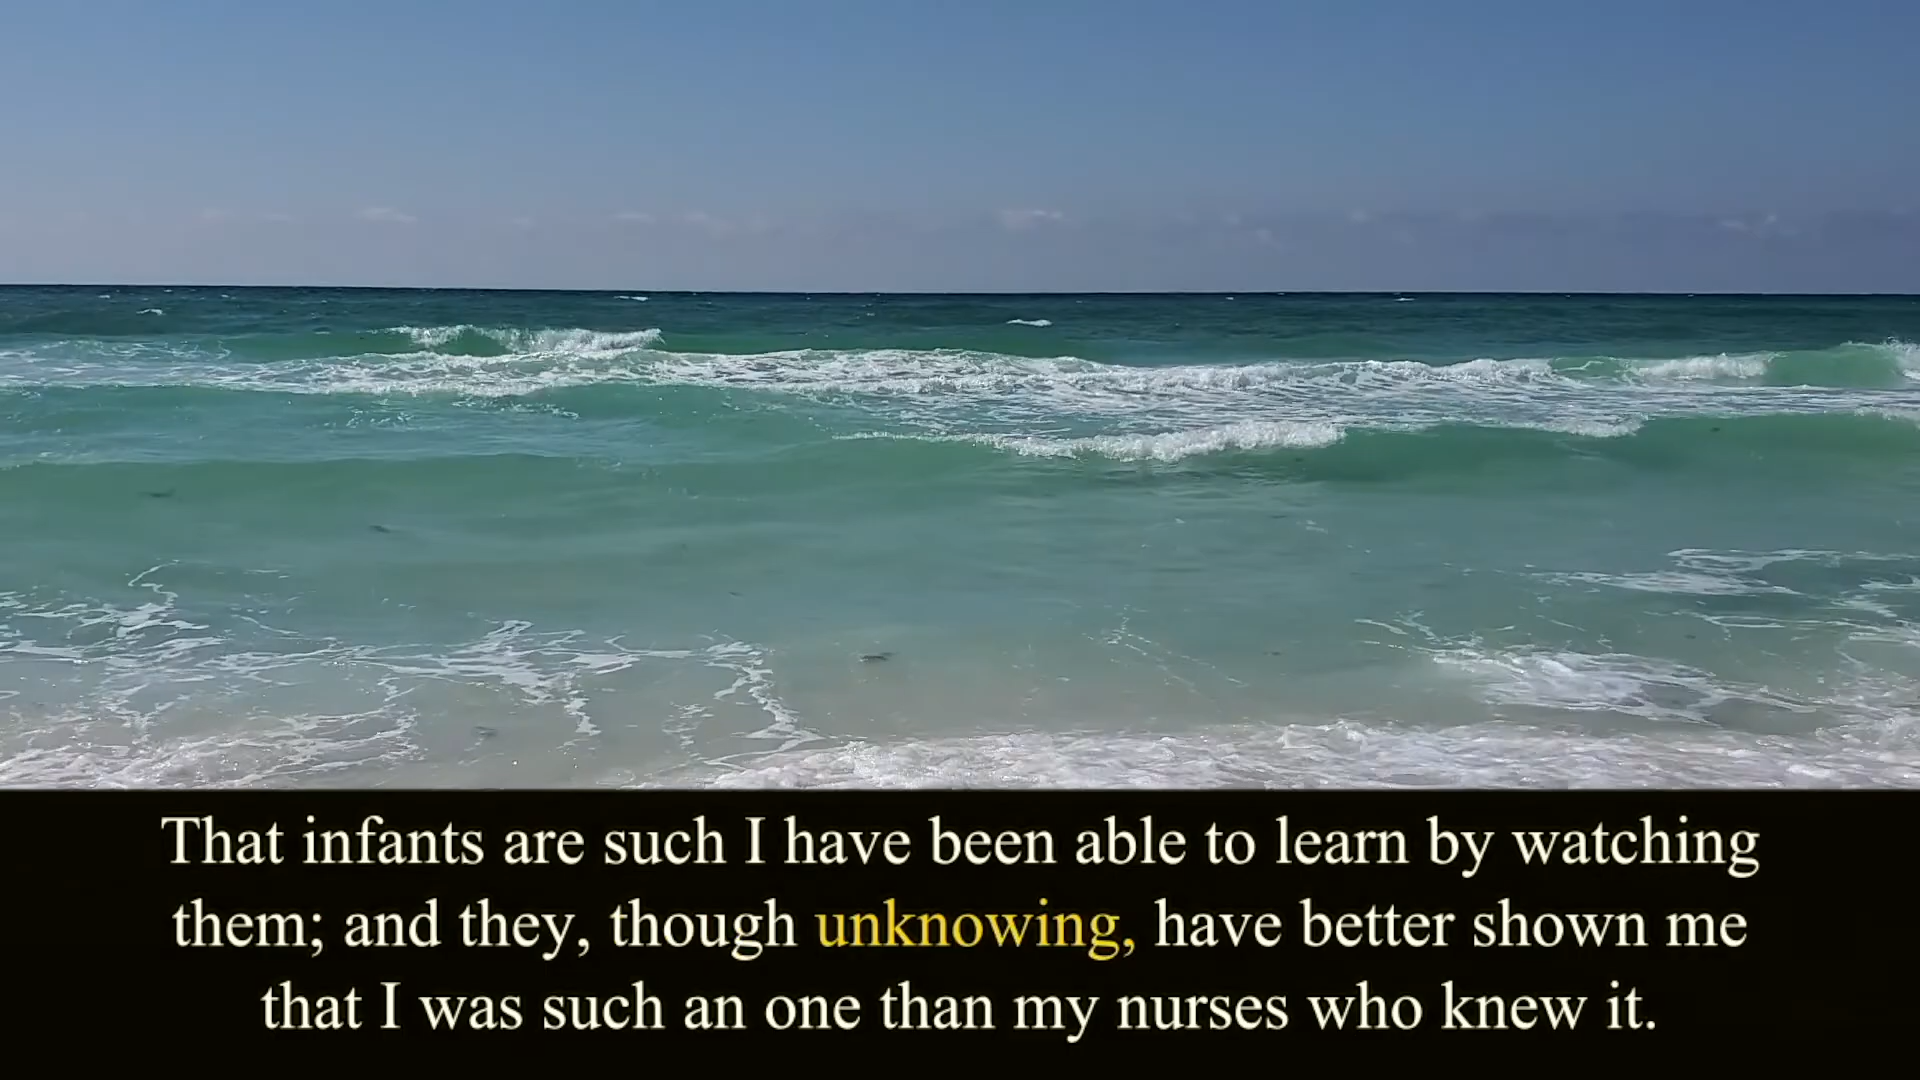 That infants are such I have been able to learn by watching
them; and they, though unknowing, have better shown me
that I was such an one than my nurses who knew it.